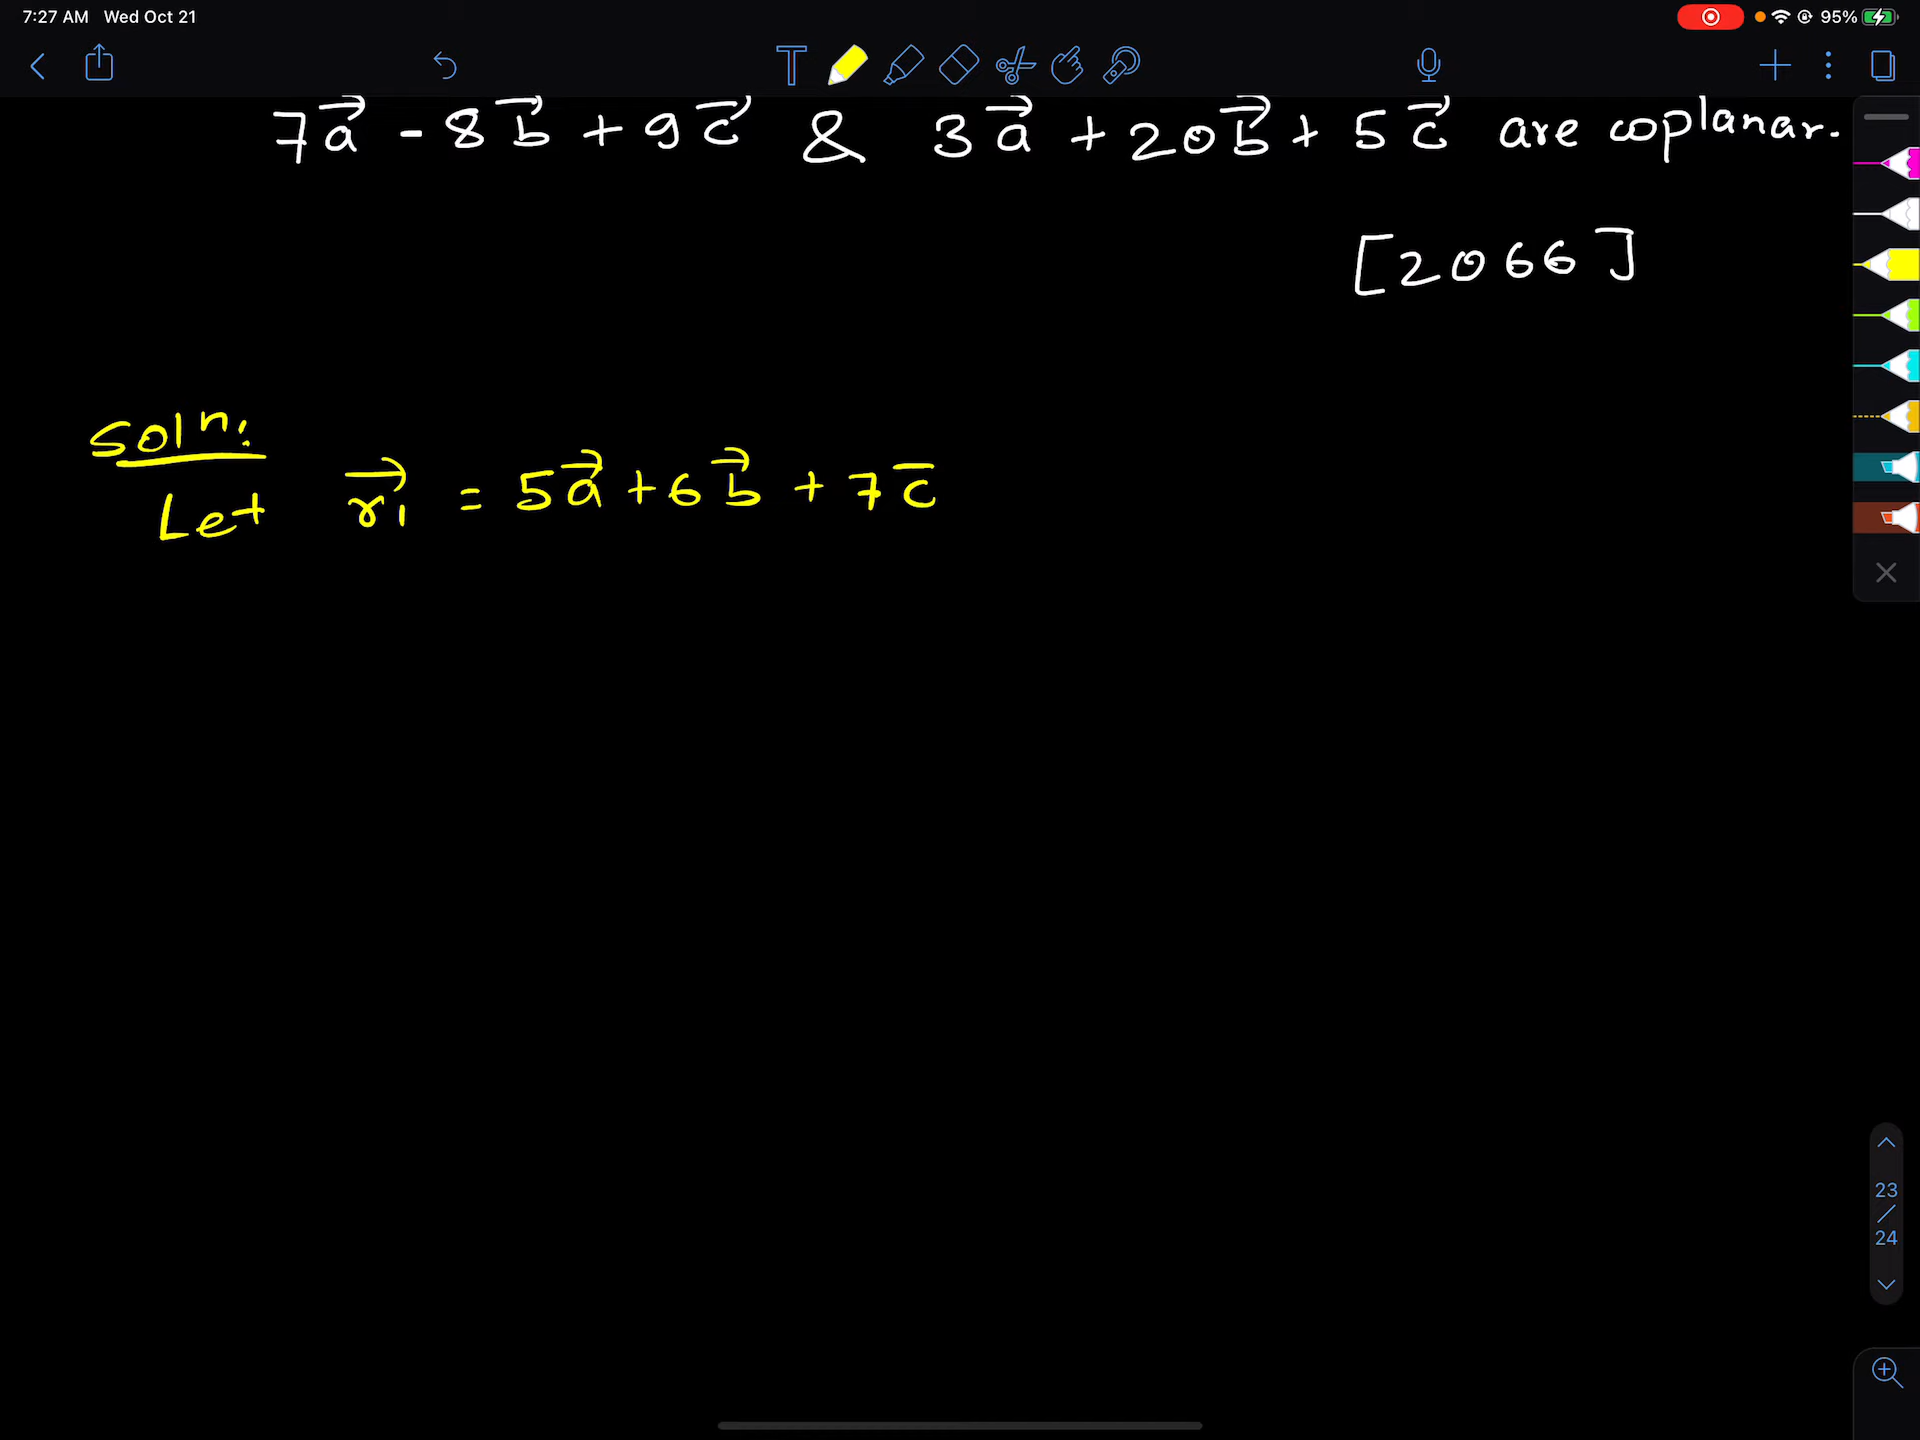 7:27 AM Wed Oct 21
95%
T
7a⃗ - 8b⃗ + 9c⃗ & 3a⃗ + 20b⃗ + 5c⃗ are coplanar.
[2066]
Soln:
Let r⃗₁ = 5a⃗ + 6b⃗ + 7c̅
23
/
24